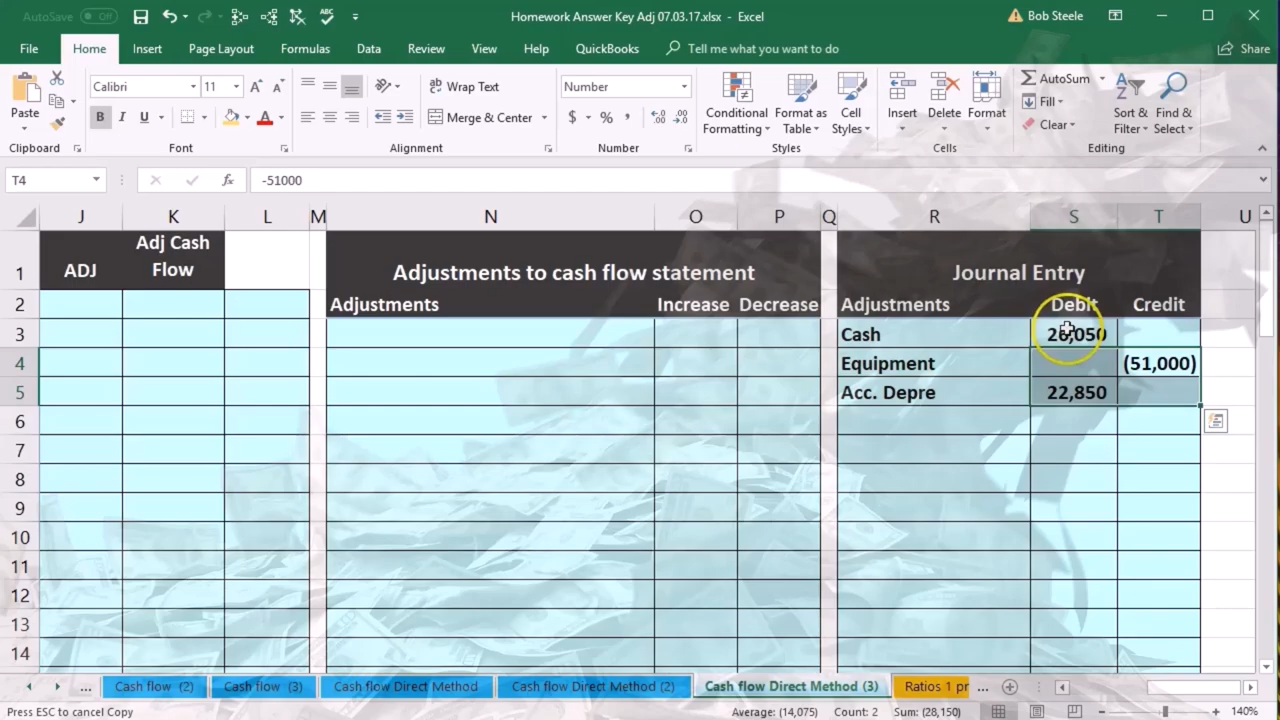 AutoSave Off
Homework Answer Key Adj 07.03.17.xlsx - Excel
Bob Steele
File Home Insert Page Layout Formulas Data Review View Help QuickBooks Tell me what you want to do Share
Paste
Clipboard
Calibri 11
B I U
Font
Wrap Text
Merge & Center
Alignment
Number
$ % ,
Number
Conditional Formatting
Format as Table
Cell Styles
Styles
Insert Delete Format
Cells
AutoSum
Fill
Clear
Sort & Filter
Find & Select
Editing
T4 fx -51000
J K L M N O P Q R S T U
1 ADJ Adj Cash Flow Adjustments to cash flow statement Journal Entry
2 Adjustments Increase Decrease Adjustments Debit Credit
3 Cash 26,050
4 Equipment (51,000)
5 Acc. Depre 22,850
6
7
8
9
10
11
12
13
14
... Cash flow (2) Cash flow (3) Cash flow Direct Method Cash flow Direct Method (2) Cash flow Direct Method (3) Ratios 1 pr ...
Press ESC to cancel Copy Average: (14,075) Count: 2 Sum: (28,150) 140%